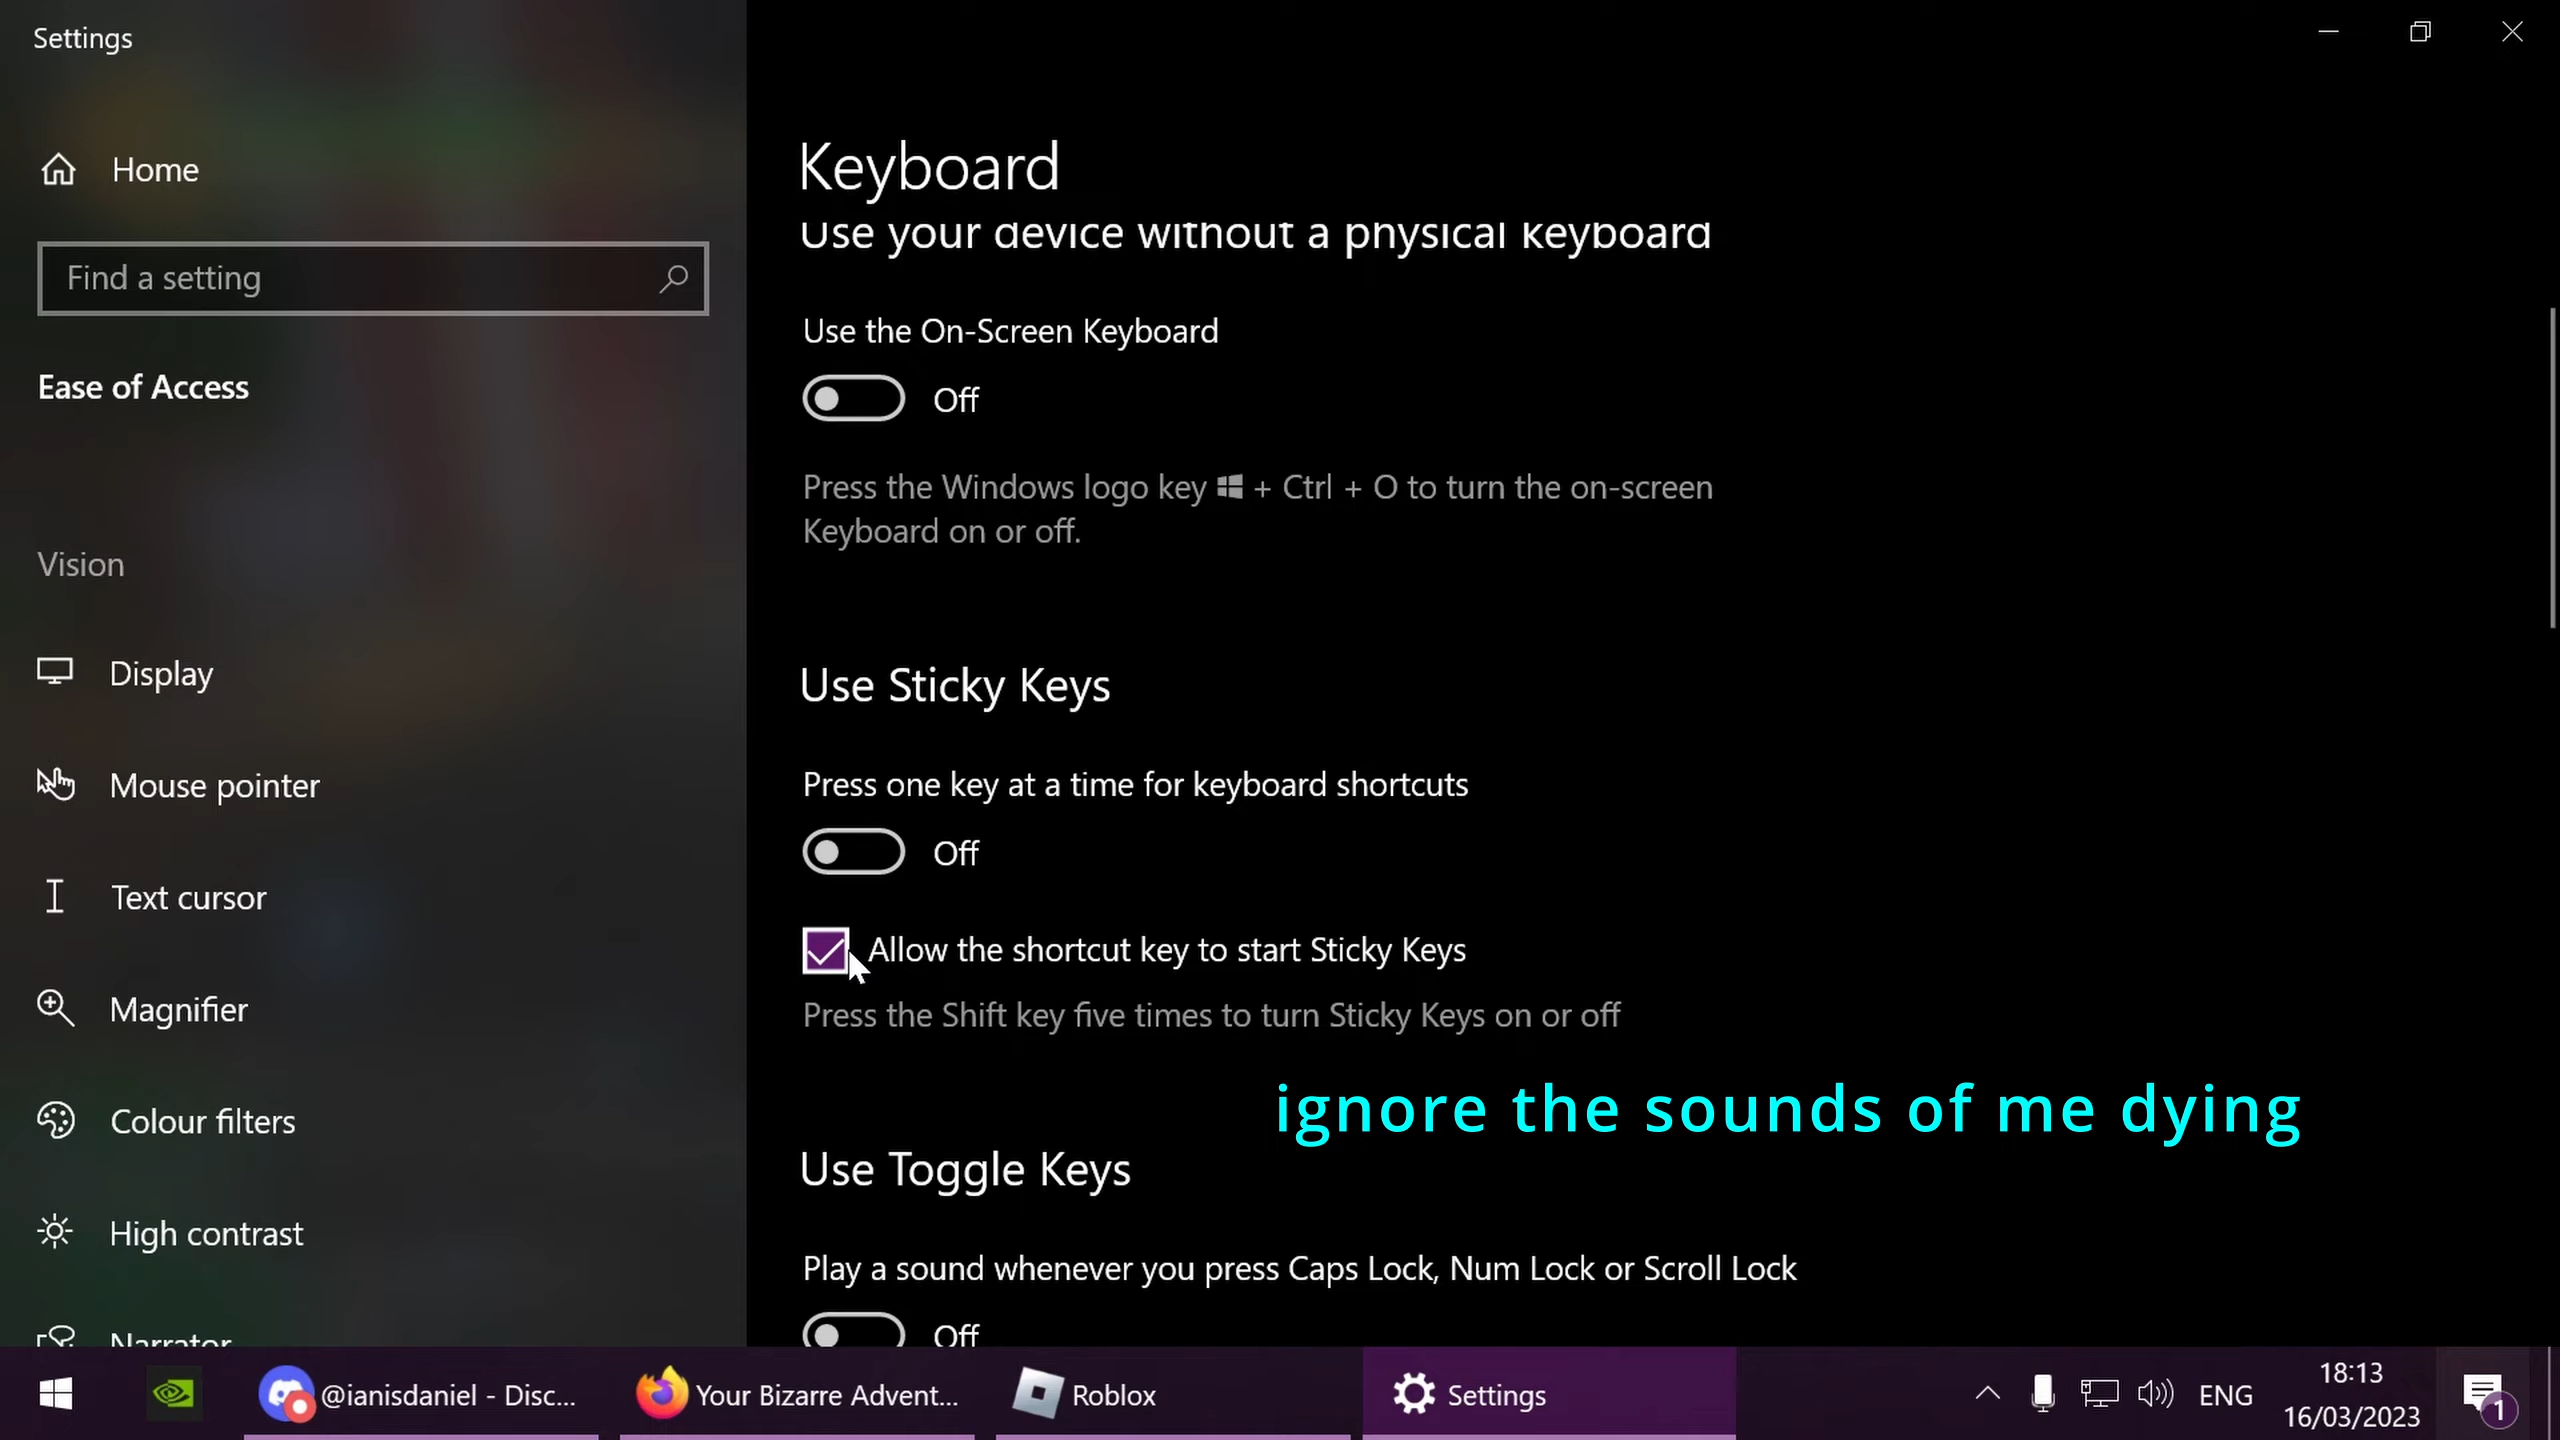 Settings
Home
Find a setting
Ease of Access
Vision
Display
Mouse pointer
Text cursor
Magnifier
Colour filters
High contrast
Narrator
Keyboard
Use your device without a physical keyboard
Use the On-Screen Keyboard
Off
Press the Windows logo key + Ctrl + O to turn the on-screen
Keyboard on or off.
Use Sticky Keys
Press one key at a time for keyboard shortcuts
Off
Allow the shortcut key to start Sticky Keys
Press the Shift key five times to turn Sticky Keys on or off
ignore the sounds of me dying
Use Toggle Keys
Play a sound whenever you press Caps Lock, Num Lock or Scroll Lock
Off
@ianisdaniel - Disc...
Your Bizarre Advent...
Roblox
Settings
ENG
18:13
16/03/2023
1